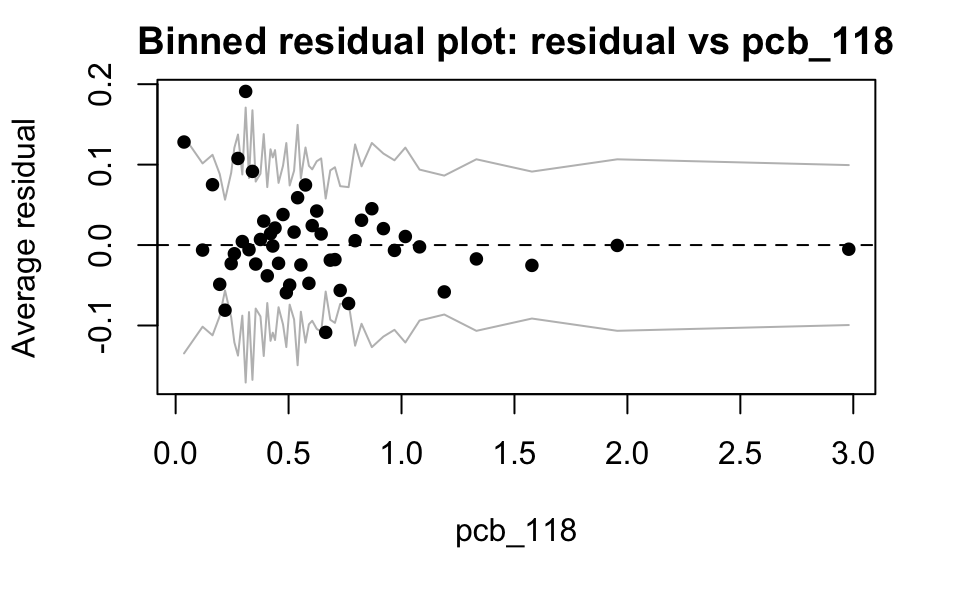 Binned residual plot: residual vs pcb_118
Average residual
0.2
0.1
0.0
-0.1
0.0 0.5 1.0 1.5 2.0 2.5 3.0
pcb_118